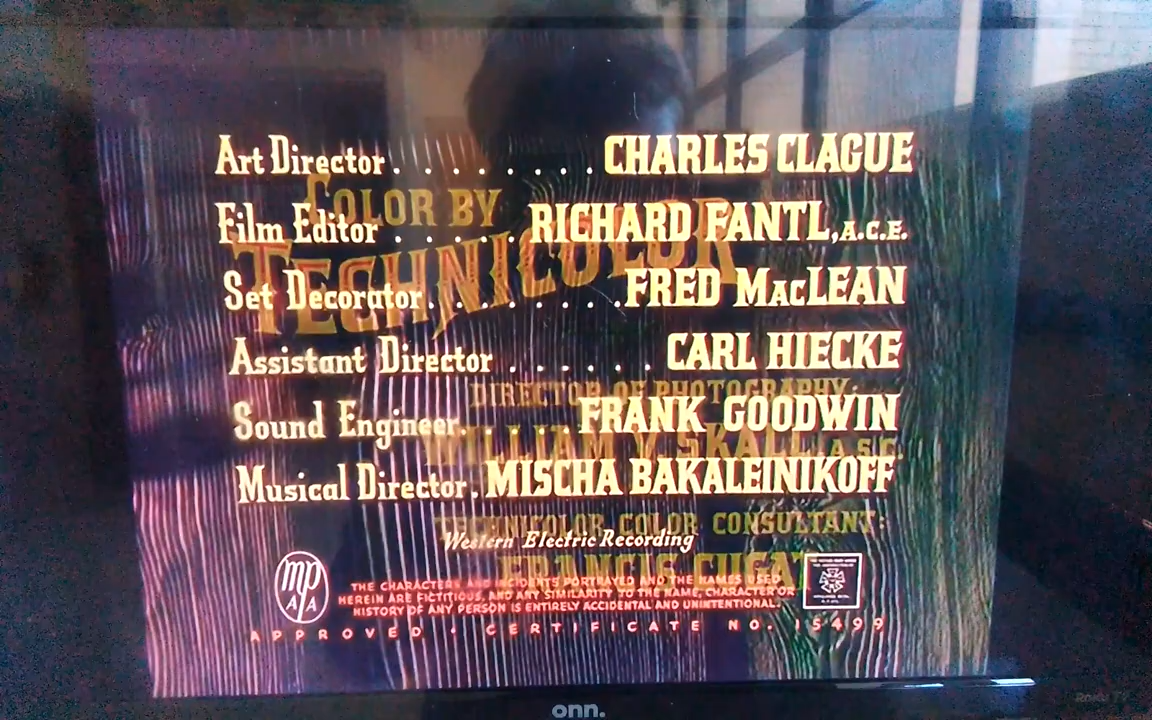 Art Director . . . . . . . . . CHARLES CLAGUE
COLOR BY
Film Editor . . . . . . RICHARD FANTL, A.C.E.
TECHNICOLOR
Set Decorator . . . . . . . . . FRED MacLEAN
Assistant Director . . . . . . CARL HIECKE
DIRECTOR OF PHOTOGRAPHY:
Sound Engineer . . . . . FRANK GOODWIN
WILLIAM V. SKALL, A.S.C.
Musical Director . MISCHA BAKALEINIKOFF
TECHNICOLOR COLOR CONSULTANT:
Western Electric Recording
FRANCIS CUGAT
MPAA
THE CHARACTERS AND INCIDENTS PORTRAYED AND THE NAMES USED
HEREIN ARE FICTITIOUS, AND ANY SIMILARITY TO THE NAME, CHARACTER OR
HISTORY OF ANY PERSON IS ENTIRELY ACCIDENTAL AND UNINTENTIONAL.
APPROVED · CERTIFICATE NO. 15499
onn.
Roku TV